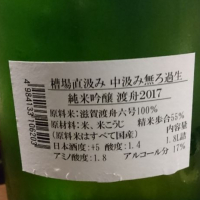 槽場直汲み 中汲み無ろ過生
純米吟醸 渡舟2017
原料米:滋賀渡舟六号100%
原材料:米、米こうじ 精米歩合55%
(原料米はすべて国産) 内容量
日本酒度:+5 酸度:1.4 1.8L詰
アミノ酸度:1.8 アルコール分 17%